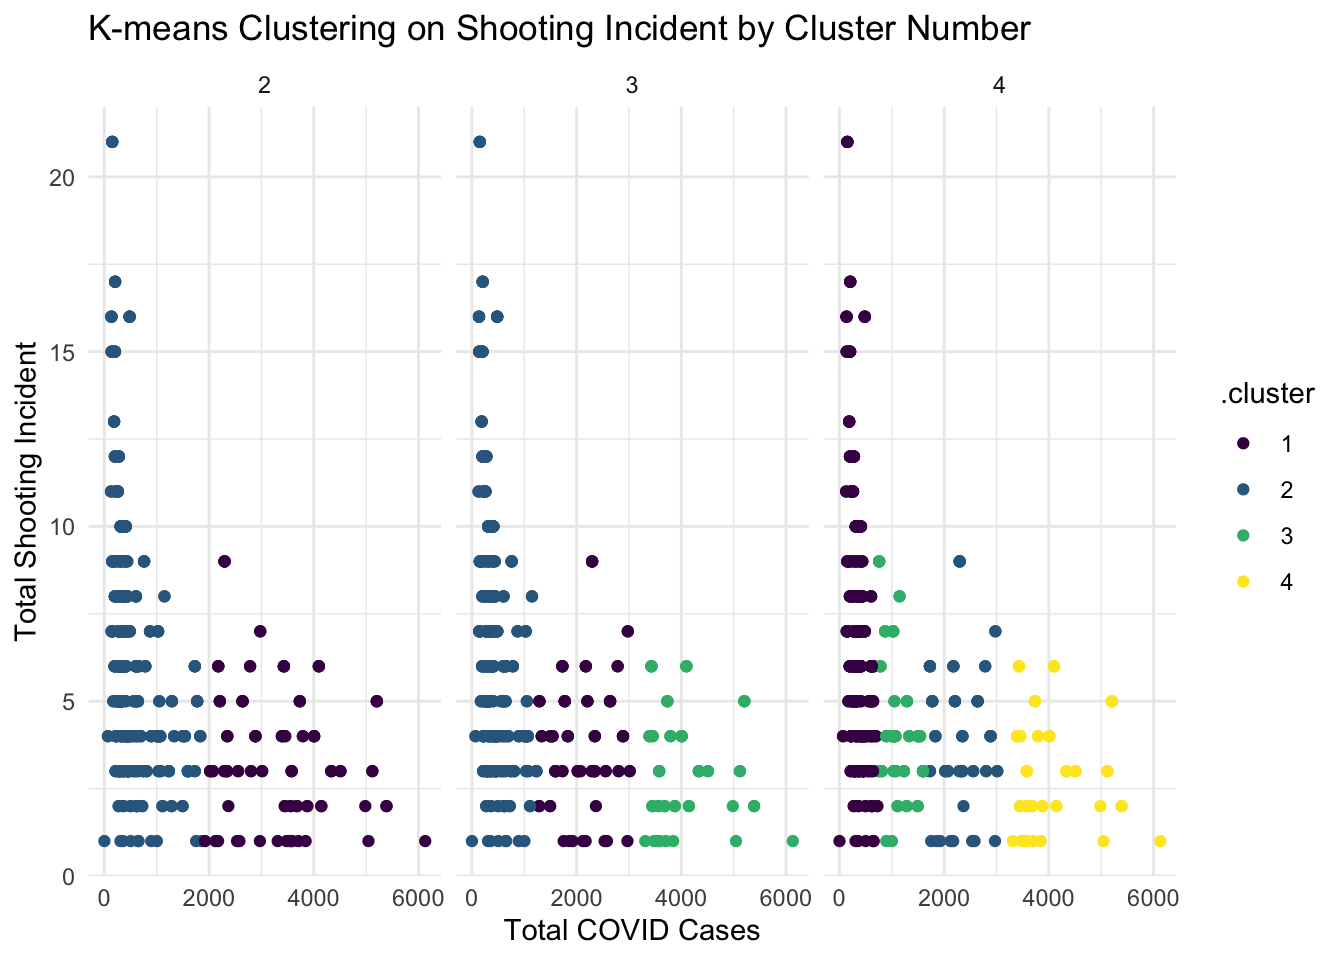 K-means Clustering on Shooting Incident by Cluster Number
2 3 4
20
15
10
5
0
Total Shooting Incident
0 2000 4000 6000 0 2000 4000 6000 0 2000 4000 6000
Total COVID Cases
.cluster
1
2
3
4